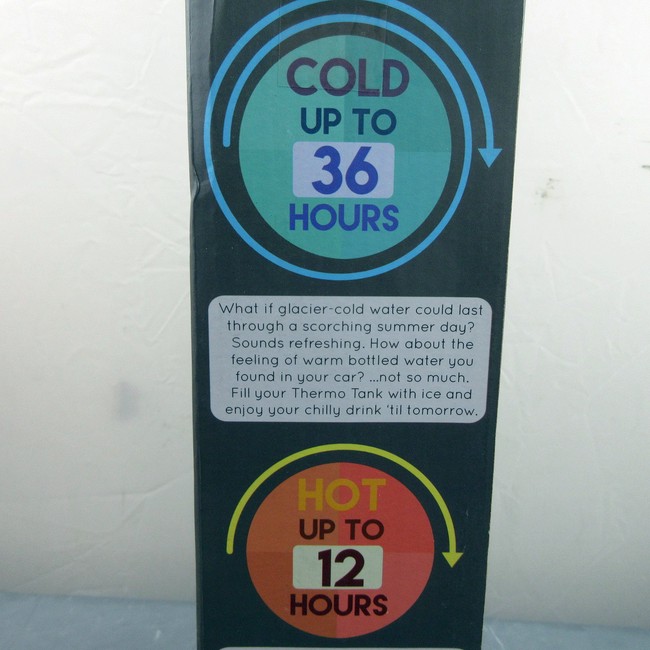 COLD
UP TO
36
HOURS
What if glacier-cold water could last
through a scorching summer day?
Sounds refreshing. How about the
feeling of warm bottled water you
found in your car? ...not so much.
Fill your Thermo Tank with ice and
enjoy your chilly drink 'til tomorrow.
HOT
UP TO
12
HOURS